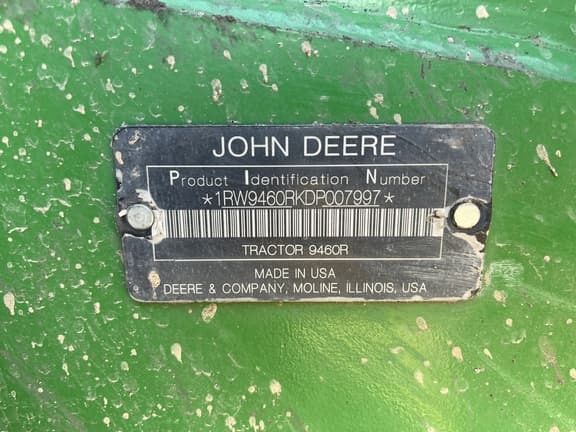 JOHN DEERE
Product Identification Number
*1RW9460RKDP007997*
TRACTOR 9460R
MADE IN USA
DEERE & COMPANY, MOLINE, ILLINOIS, USA